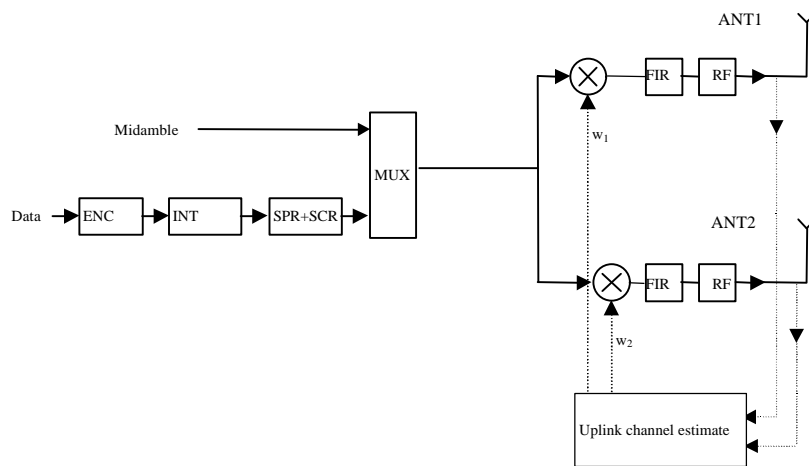 ANT1
FIR
RF
Midamble
w1
MUX
Data
ENC
INT
SPR+SCR
ANT2
FIR
RF
w2
Uplink channel estimate